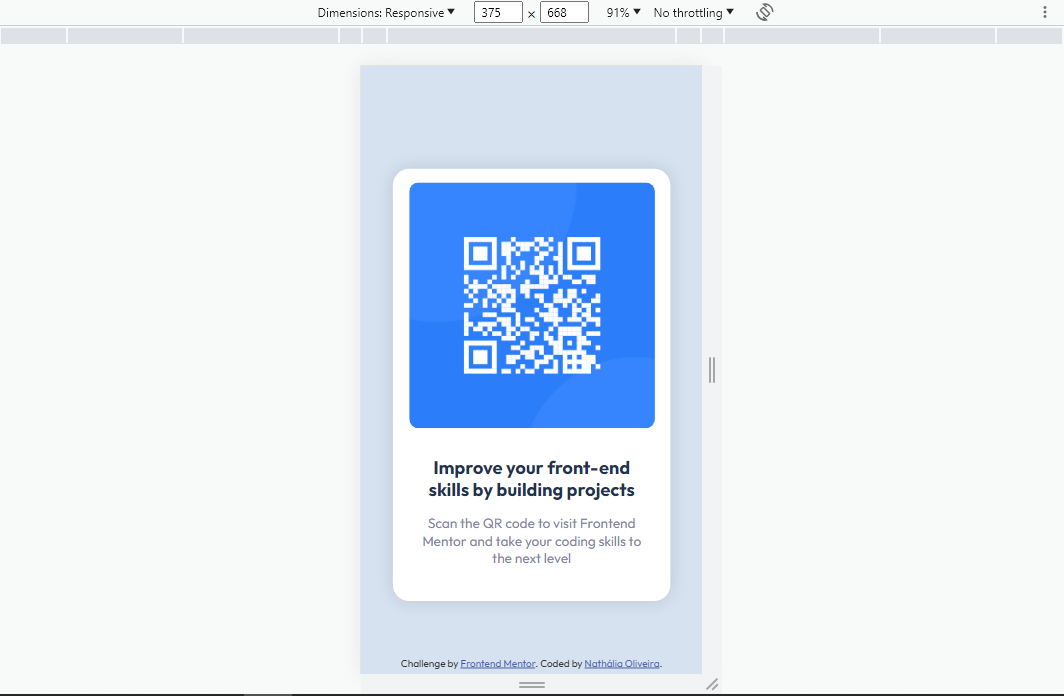 Dimensions: Responsive 375 × 668 91% No throttling
Improve your front-end
skills by building projects
Scan the QR code to visit Frontend
Mentor and take your coding skills to
the next level
Challenge by Frontend Mentor. Coded by Nathália Oliveira.